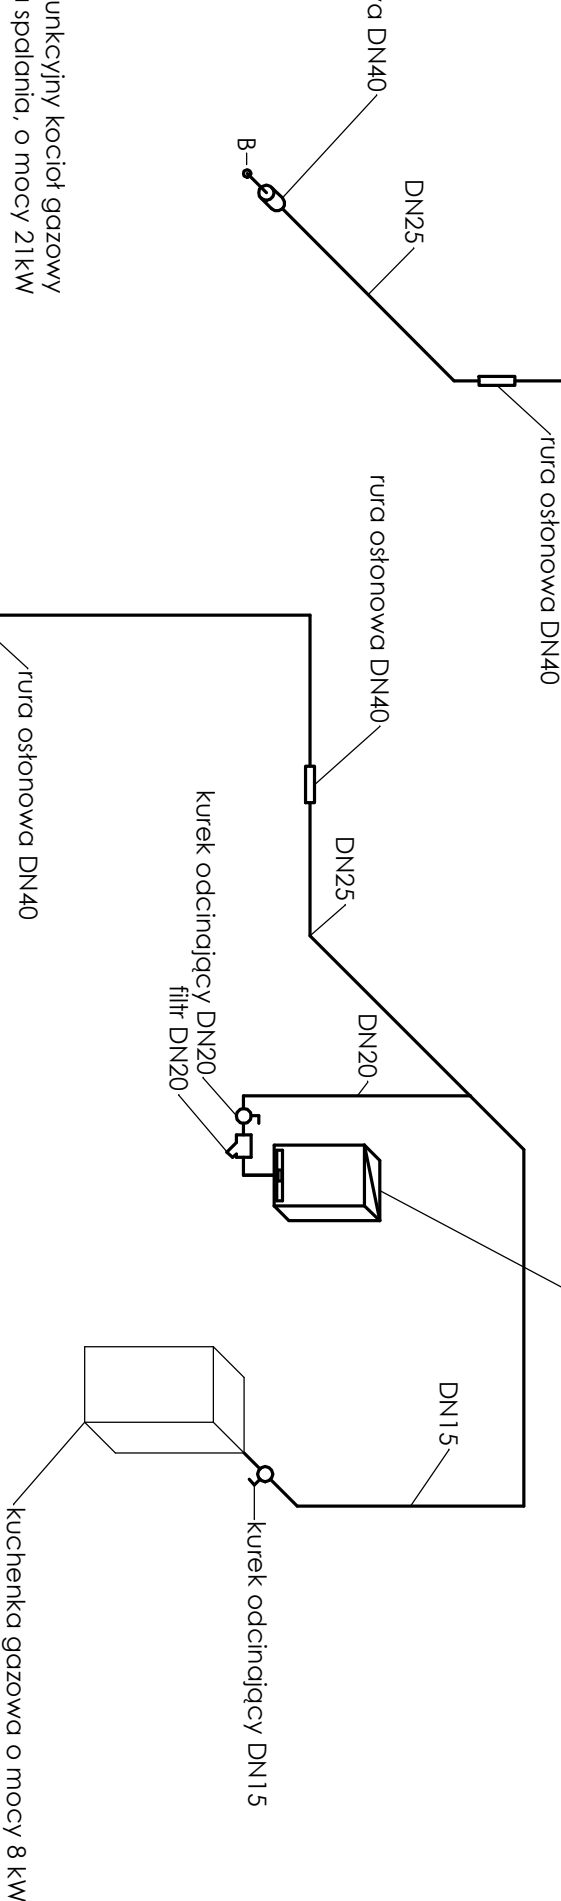 DN40
B
DN25
rura osłonowa DN40
unkcyjny kocioł gazowy
spalania, o mocy 21kW
rura osłonowa DN40
rura osłonowa DN40
DN25
kurek odcinający DN20
filtr DN20
DN20
DN15
kurek odcinający DN15
kuchenka gazowa o mocy 8 kW